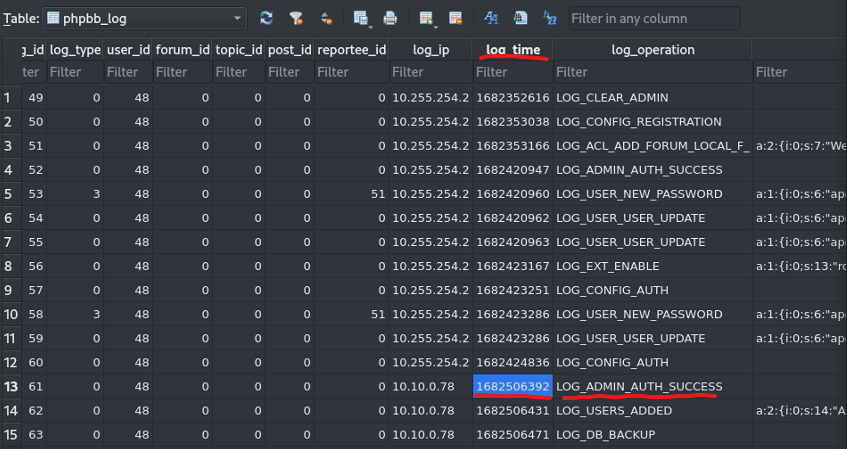 Table: phpbb_log Filter in any column
g_id log_type user_id forum_id topic_id post_id reportee_id log_ip log_time log_operation
ter Filter Filter Filter Filter Filter Filter Filter Filter Filter Filter
1 49 0 48 0 0 0 0 10.255.254.2 1682352616 LOG_CLEAR_ADMIN
2 50 0 48 0 0 0 0 10.255.254.2 1682353038 LOG_CONFIG_REGISTRATION
3 51 0 48 0 0 0 0 10.255.254.2 1682353166 LOG_ACL_ADD_FORUM_LOCAL_F_ a:2:{i:0;s:7:"We
4 52 0 48 0 0 0 0 10.255.254.2 1682420947 LOG_ADMIN_AUTH_SUCCESS
5 53 3 48 0 0 0 51 10.255.254.2 1682420960 LOG_USER_NEW_PASSWORD a:1:{i:0;s:6:"apo
6 54 0 48 0 0 0 0 10.255.254.2 1682420962 LOG_USER_USER_UPDATE a:1:{i:0;s:6:"apo
7 55 0 48 0 0 0 0 10.255.254.2 1682420963 LOG_USER_USER_UPDATE a:1:{i:0;s:6:"apo
8 56 0 48 0 0 0 0 10.255.254.2 1682423167 LOG_EXT_ENABLE a:1:{i:0;s:13:"ro
9 57 0 48 0 0 0 0 10.255.254.2 1682423251 LOG_CONFIG_AUTH
10 58 3 48 0 0 0 51 10.255.254.2 1682423286 LOG_USER_NEW_PASSWORD a:1:{i:0;s:6:"apo
11 59 0 48 0 0 0 0 10.255.254.2 1682423286 LOG_USER_USER_UPDATE a:1:{i:0;s:6:"apo
12 60 0 48 0 0 0 0 10.255.254.2 1682424836 LOG_CONFIG_AUTH
13 61 0 48 0 0 0 0 10.10.0.78 1682506392 LOG_ADMIN_AUTH_SUCCESS
14 62 0 48 0 0 0 0 10.10.0.78 1682506431 LOG_USERS_ADDED a:2:{i:0;s:14:"A
15 63 0 48 0 0 0 0 10.10.0.78 1682506471 LOG_DB_BACKUP